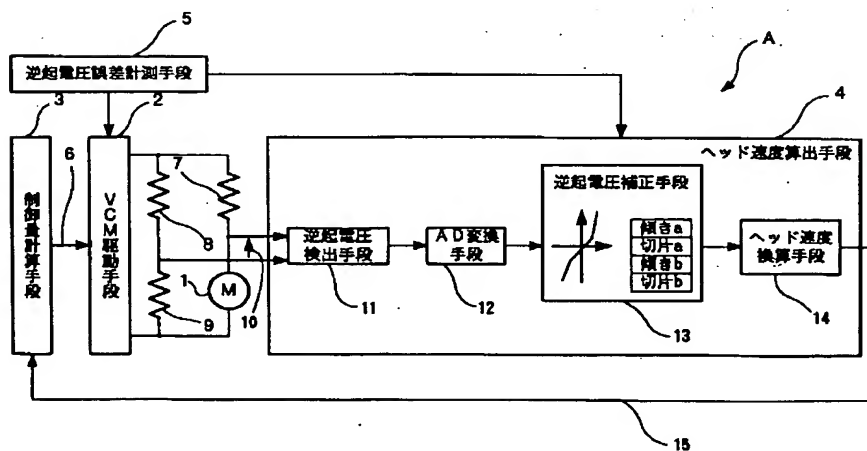 5
A
逆起電圧誤差計測手段
3
2
4
ヘッド速度算出手段
6
7
逆起電圧補正手段
制御量計算手段
VCM駆動手段
8
逆起電圧
検出手段
AD変換
手段
傾きa
切片a
傾きb
切片b
ヘッド速度
換算手段
1
M
9
10
11
12
13
14
15